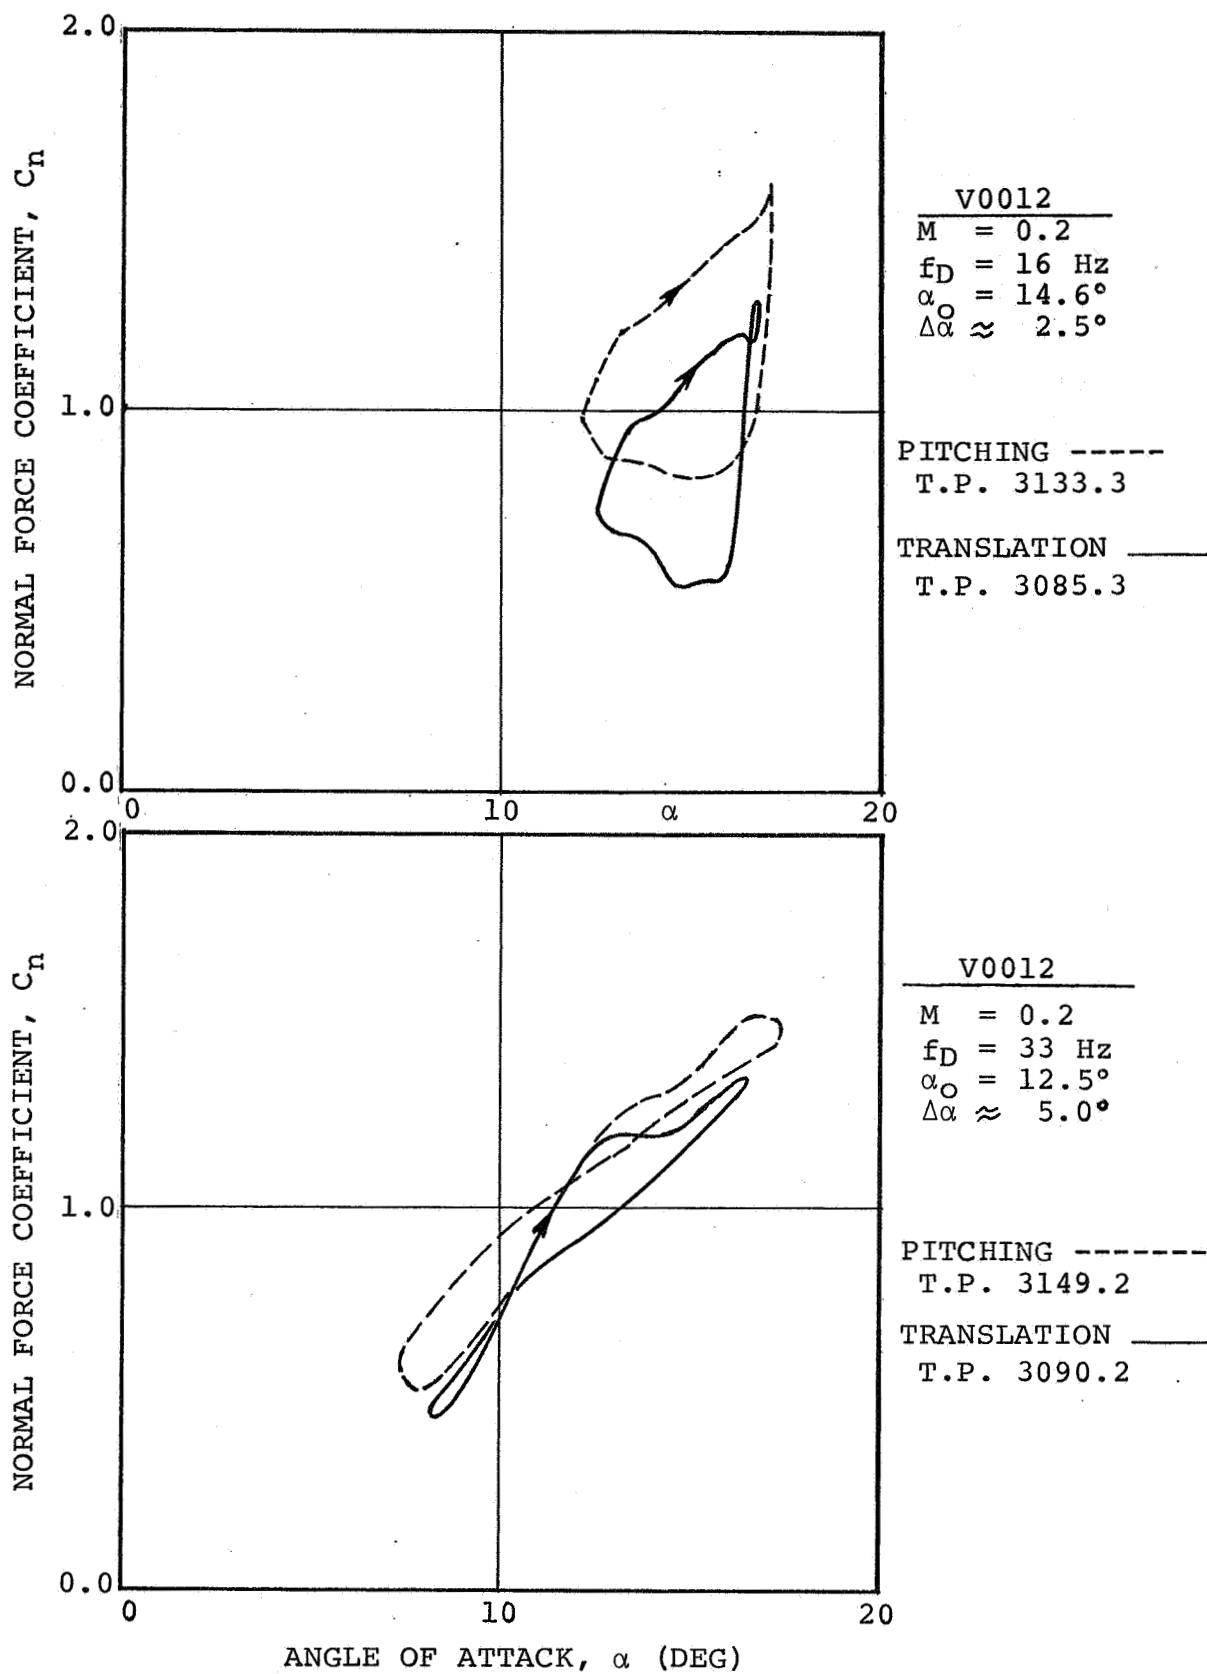 2.0
NORMAL FORCE COEFFICIENT, Cn
1.0
0.0
0
10
α
20
V0012
M = 0.2
fD = 16 Hz
αo = 14.6°
Δα ≈ 2.5°
PITCHING -----
T.P. 3133.3
TRANSLATION ____
T.P. 3085.3
2.0
NORMAL FORCE COEFFICIENT, Cn
1.0
0.0
0
10
20
ANGLE OF ATTACK, α (DEG)
V0012
M = 0.2
fD = 33 Hz
αo = 12.5°
Δα ≈ 5.0°
PITCHING -------
T.P. 3149.2
TRANSLATION ____
T.P. 3090.2